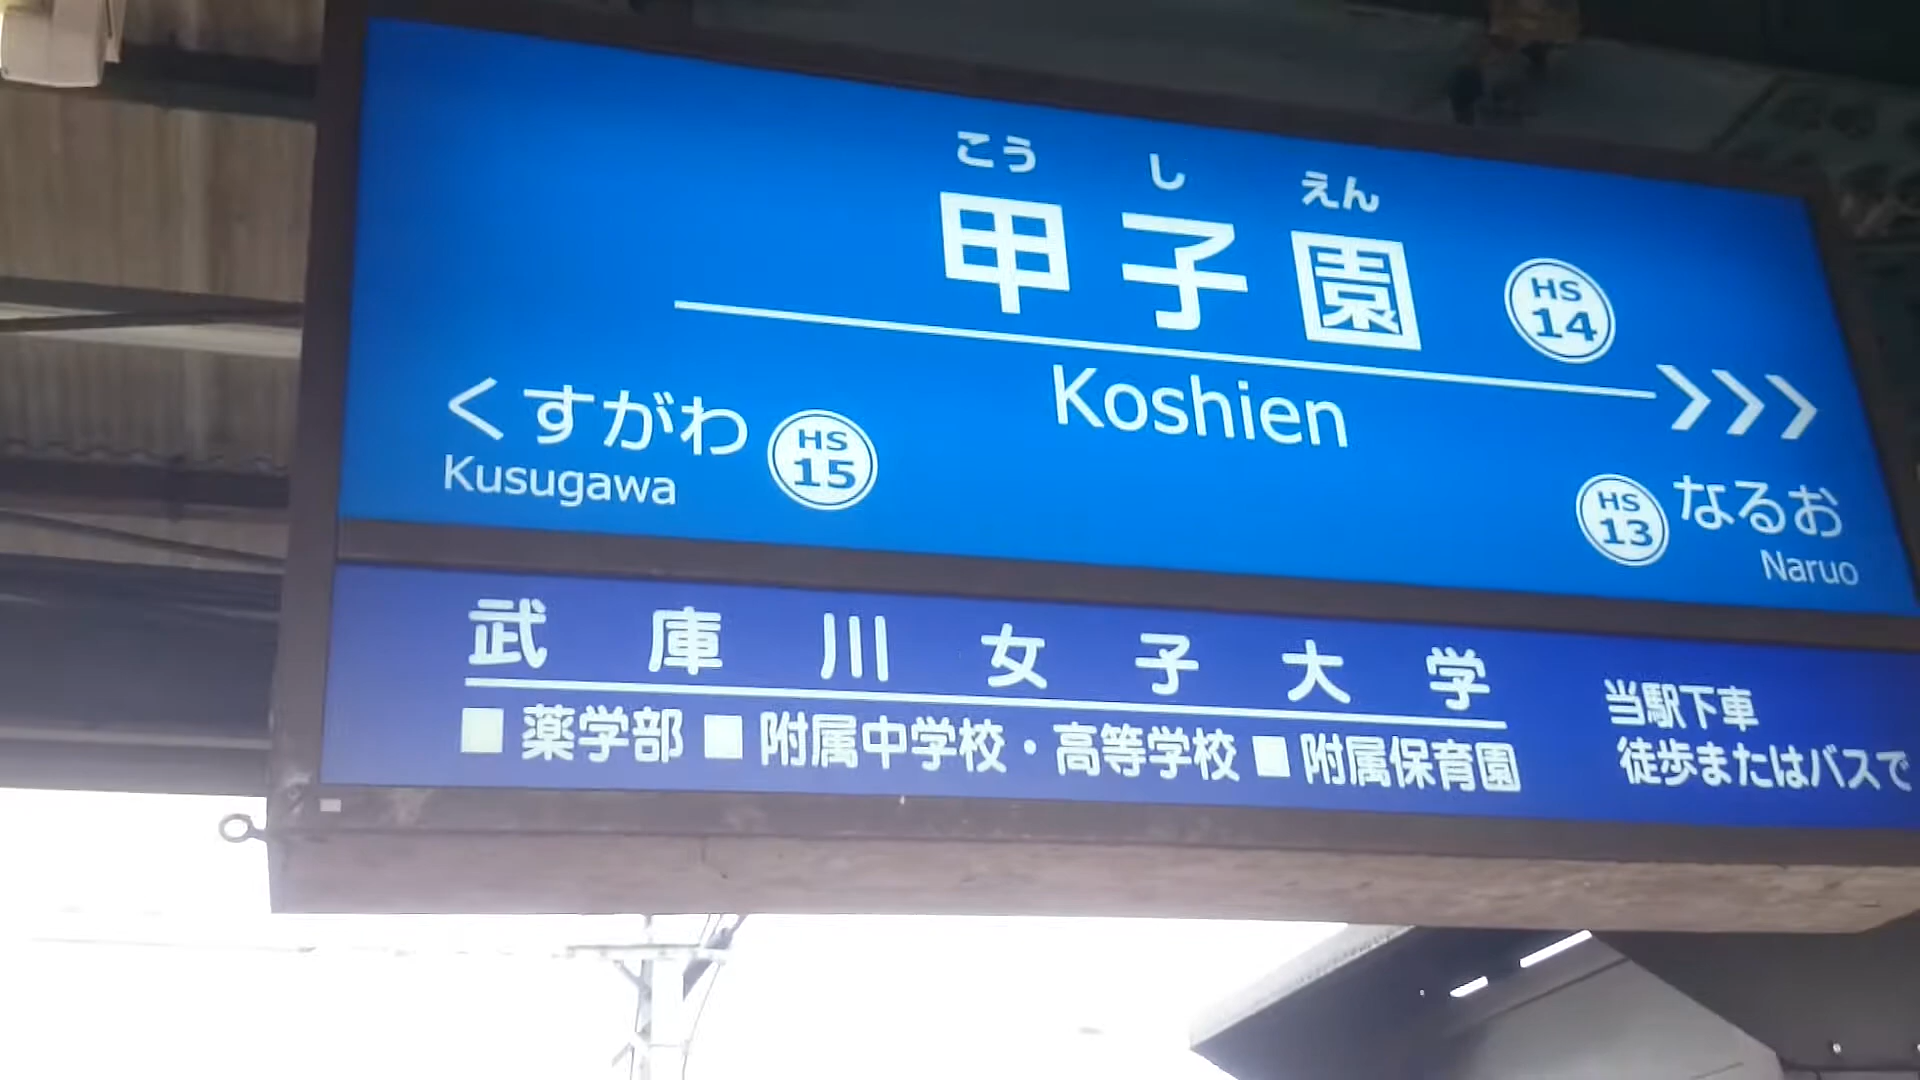 こうしえん
甲子園 HS 14
Koshien
くすがわ HS 15
Kusugawa
HS 13 なるお
Naruo
武庫川女子大学
■薬学部 ■附属中学校・高等学校 ■附属保育園
当駅下車
徒歩またはバスで